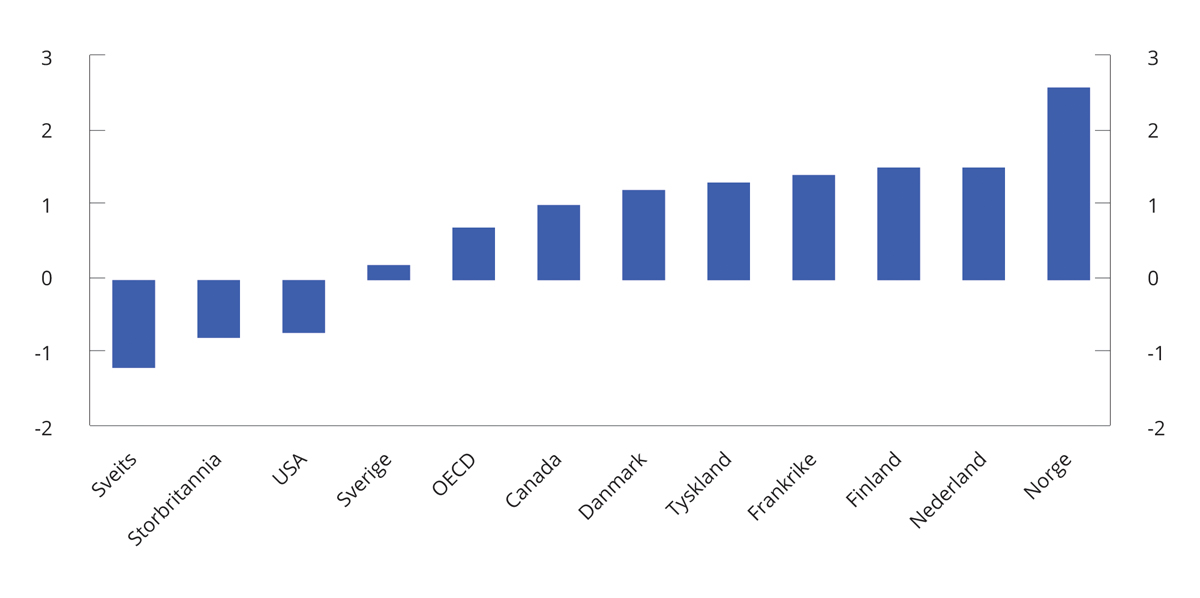 3
2
1
0
-1
-2
3
2
1
0
-1
-2
Sveits
Storbritannia
USA
Sverige
OECD
Canada
Danmark
Tyskland
Frankrike
Finland
Nederland
Norge